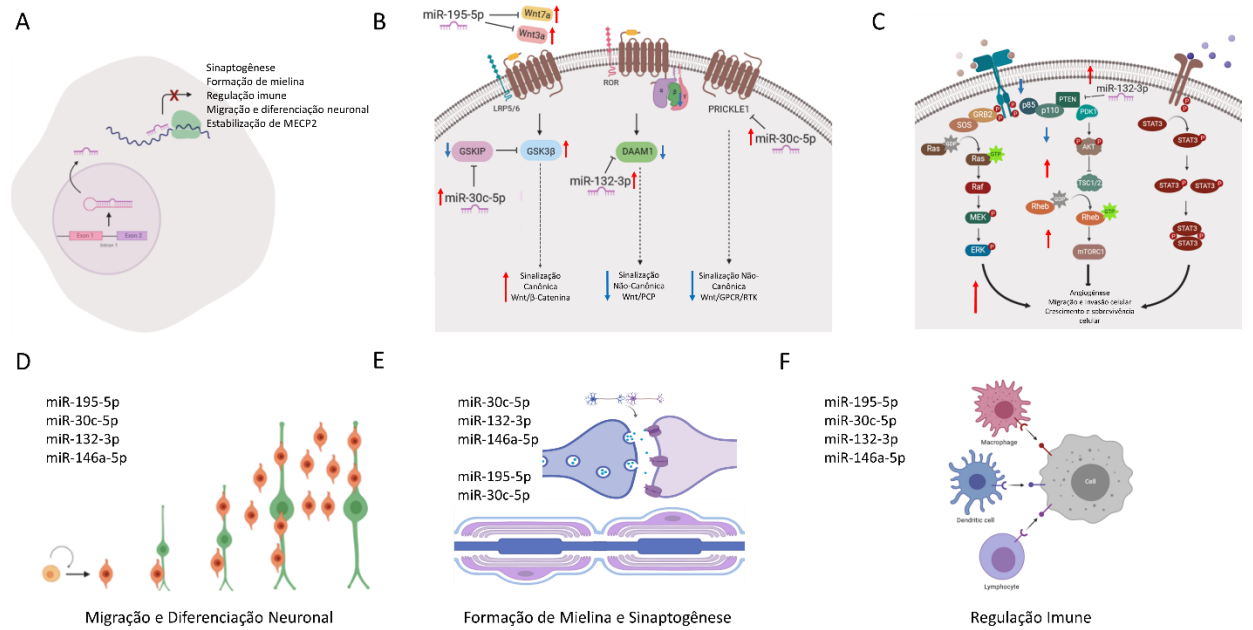 A
Sinaptogênese
Formação de mielina
Regulação imune
Migração e diferenciação neuronal
Estabilização de MECP2
X
Exon 1
Exon 2
Intron 1
B
miR-195-5p
Wnt7a
Wnt3a
LRP5/6
ROR
α
β
γ
PRICKLE1
GSKIP
GSK3β
DAAM1
miR-30c-5p
miR-132-3p
miR-30c-5p
Sinalização
Canônica
Wnt/β-Catenina
Sinalização
Não-Canônica
Wnt/PCP
Sinalização Não-
Canônica
Wnt/GPCR/RTK
C
P
P
P
P
GRB2
SOS
p85
p110
PTEN
PDK1
miR-132-3p
Ras
GDP
Ras
GTP
Raf
MEK
P
ERK
P
P
AKT
P
TSC1/2
Rheb
GDP
Rheb
GTP
mTORC1
P
P
STAT3
STAT3
P
STAT3
P
STAT3
P
STAT3
P
P
STAT3
Angiogênese
Migração e invasão celular
Crescimento e sobrevivência
celular
D
miR-195-5p
miR-30c-5p
miR-132-3p
miR-146a-5p
Migração e Diferenciação Neuronal
E
miR-30c-5p
miR-132-3p
miR-146a-5p
miR-195-5p
miR-30c-5p
Formação de Mielina e Sinaptogênese
F
miR-195-5p
miR-30c-5p
miR-132-3p
miR-146a-5p
Macrophage
Dendritic cell
Lymphocyte
Cell
Regulação Imune